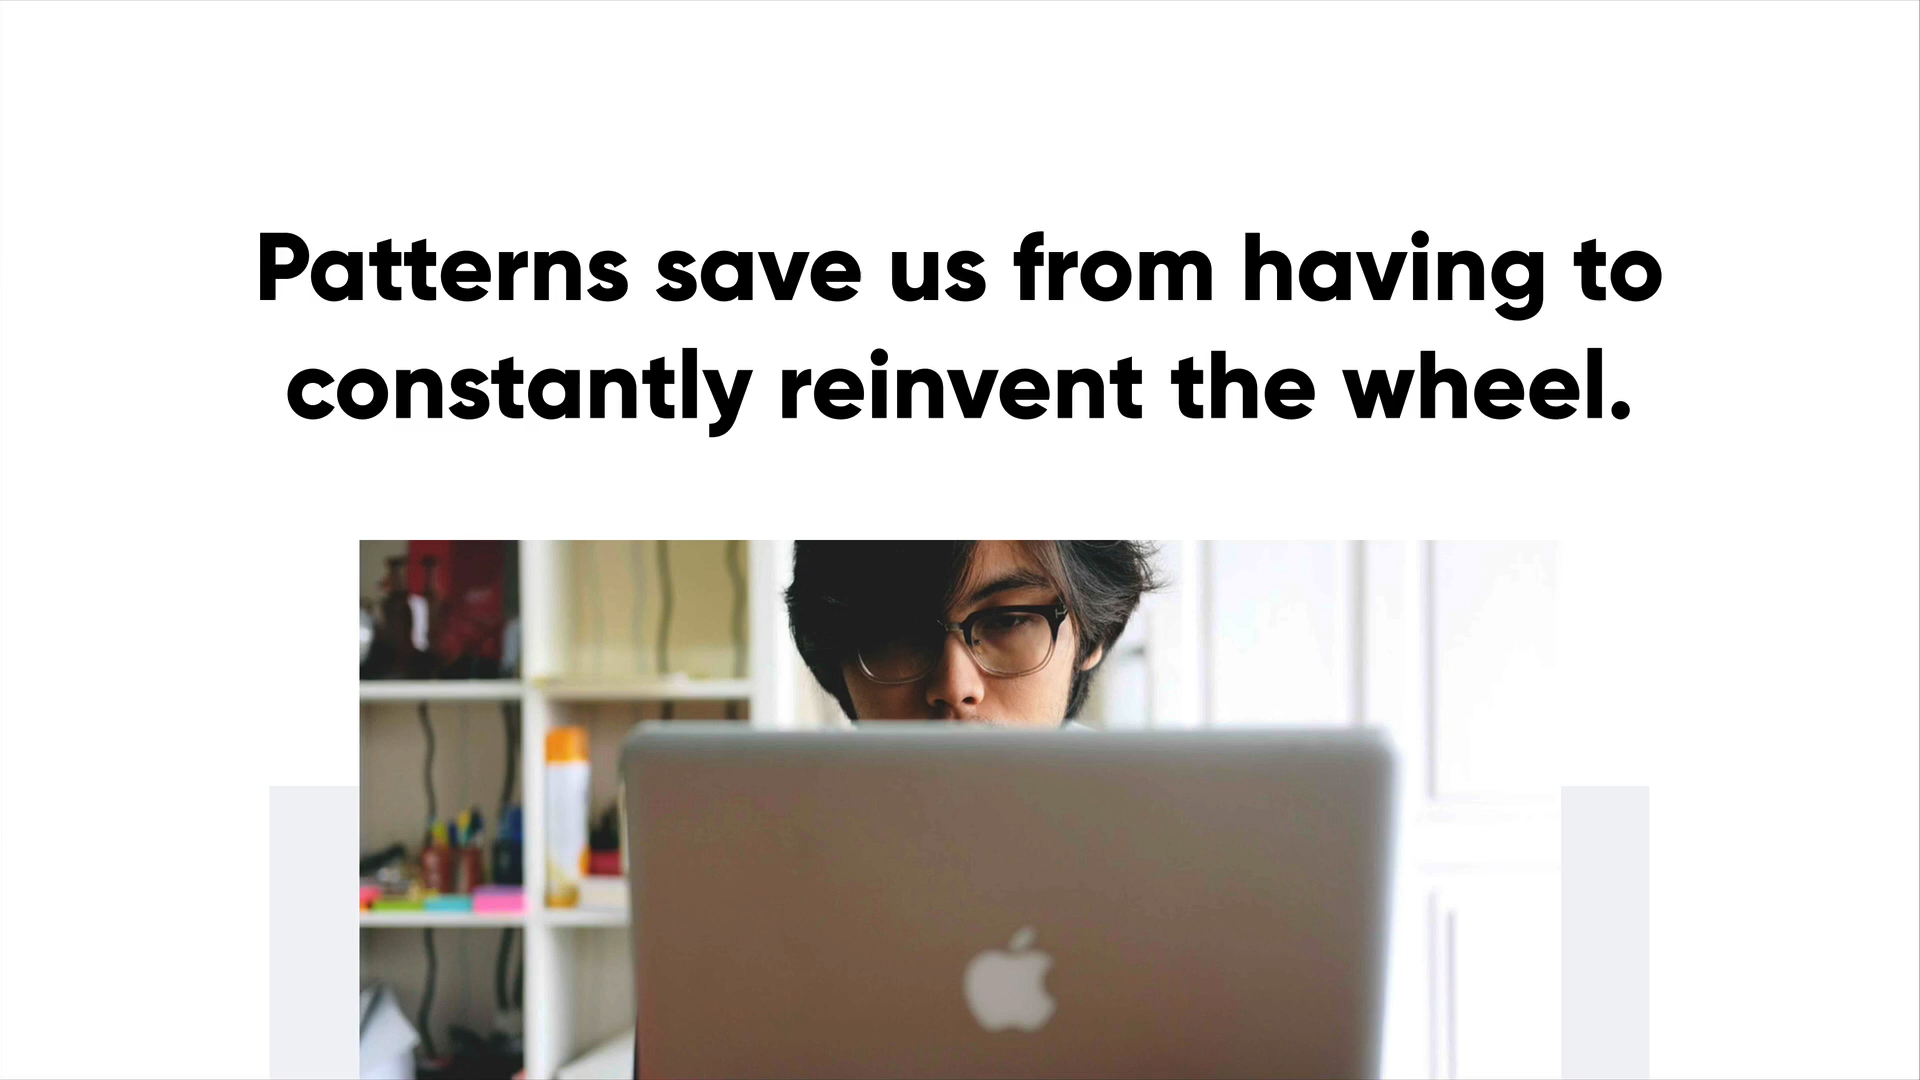 Patterns save us from having to
constantly reinvent the wheel.